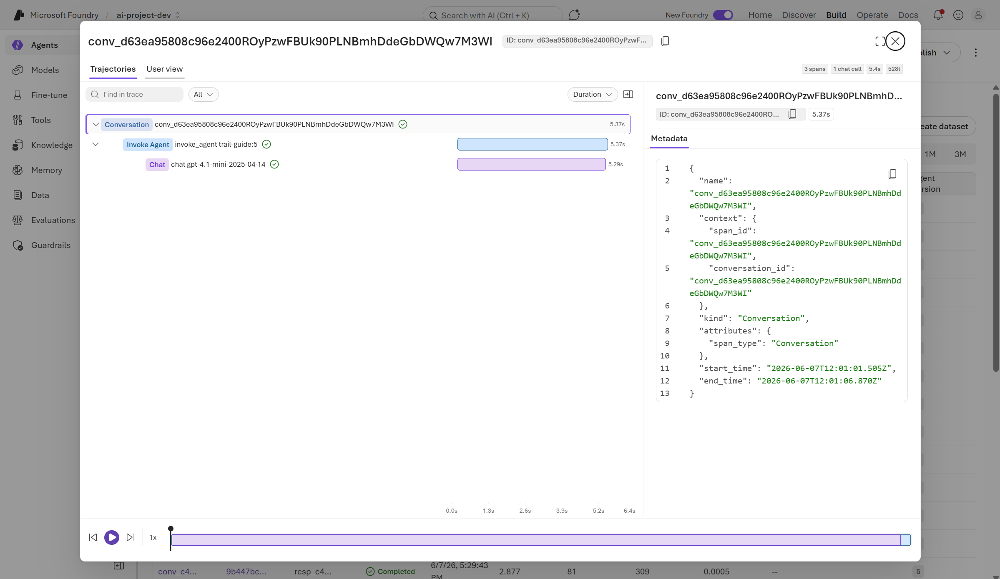 Microsoft Foundry / ai-project-dev
Search with AI (Ctrl + K)
New Foundry
Home
Discover
Build
Operate
Docs
Agents
Models
Fine-tune
Tools
Knowledge
Memory
Data
Evaluations
Guardrails
conv_d63ea95808c96e2400ROyPzwFBUk90PLNBmhDdeGbDWQw7M3WI
ID: conv_d63ea95808c96e2400ROyPzwF...
Trajectories
User view
3 spans
1 chat call
5.4s
528t
Find in trace
All
Duration
Conversation conv_d63ea95808c96e2400ROyPzwFBUk90PLNBmhDdeGbDWQw7M3WI 5.37s
Invoke Agent invoke_agent trail-guide:5 5.37s
Chat chat gpt-4.1-mini-2025-04-14 5.29s
0.0s 1.3s 2.6s 3.9s 5.2s 6.4s
conv_d63ea95808c96e2400ROyPzwFBUk90PLNBmhD...
ID: conv_d63ea95808c96e2400RO...
5.37s
Metadata
1 {
2 "name":
"conv_d63ea95808c96e2400ROyPzwFBUk90PLNBmhDd
eGbDWQw7M3WI",
3 "context": {
4 "span_id":
"conv_d63ea95808c96e2400ROyPzwFBUk90PLNBmhDd
eGbDWQw7M3WI",
5 "conversation_id":
"conv_d63ea95808c96e2400ROyPzwFBUk90PLNBmhDd
eGbDWQw7M3WI"
6 },
7 "kind": "Conversation",
8 "attributes": {
9 "span_type": "Conversation"
10 },
11 "start_time": "2026-06-07T12:01:01.505Z",
12 "end_time": "2026-06-07T12:01:06.870Z"
13 }
1x
blish
eate dataset
1M 3M
gent
rsion
conv_c4... 9b447bc... resp_c4... Completed 6/7/26, 5:29:43 2.877 81 309 0.0005 -- 5
PM